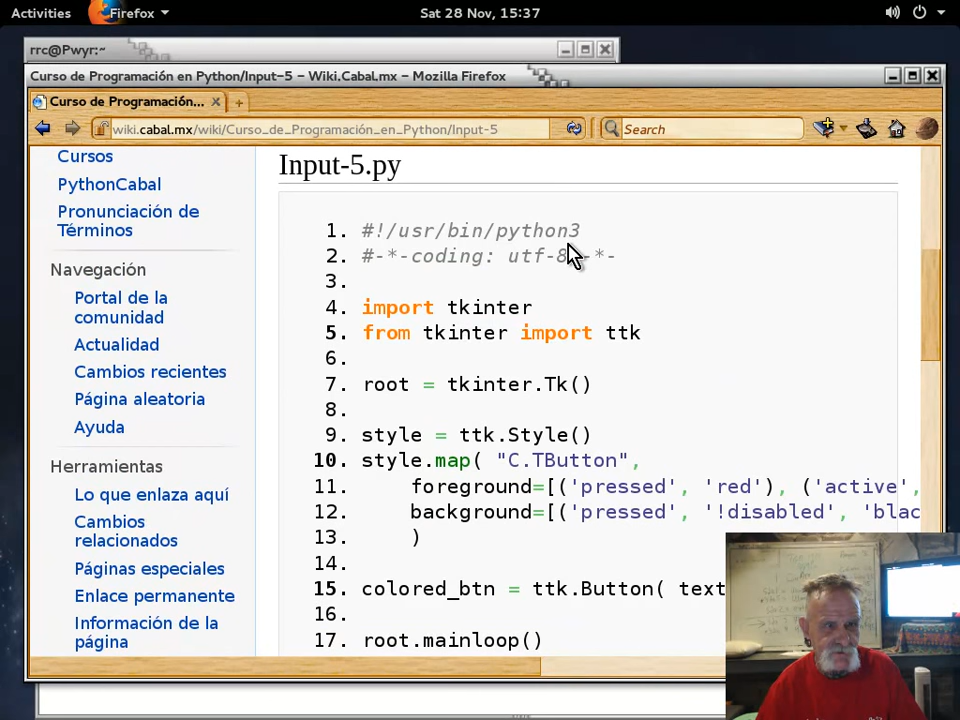 Activities Firefox Sat 28 Nov, 15:37
rrc@Pwyr:~
Curso de Programación en Python/Input-5 – Wiki.Cabal.mx – Mozilla Firefox
Curso de Programación...
wiki.cabal.mx/wiki/Curso_de_Programación_en_Python/Input-5 Search
Cursos
PythonCabal
Pronunciación de
Términos
Navegación
Portal de la
comunidad
Actualidad
Cambios recientes
Página aleatoria
Ayuda
Herramientas
Lo que enlaza aquí
Cambios
relacionados
Páginas especiales
Enlace permanente
Información de la
página
Input-5.py
1. #!/usr/bin/python3
2. #-*-coding: utf-8 -*-
3.
4. import tkinter
5. from tkinter import ttk
6.
7. root = tkinter.Tk()
8.
9. style = ttk.Style()
10. style.map( "C.TButton",
11. foreground=[('pressed', 'red'), ('active',
12. background=[('pressed', '!disabled', 'blac
13. )
14.
15. colored_btn = ttk.Button( text
16.
17. root.mainloop()